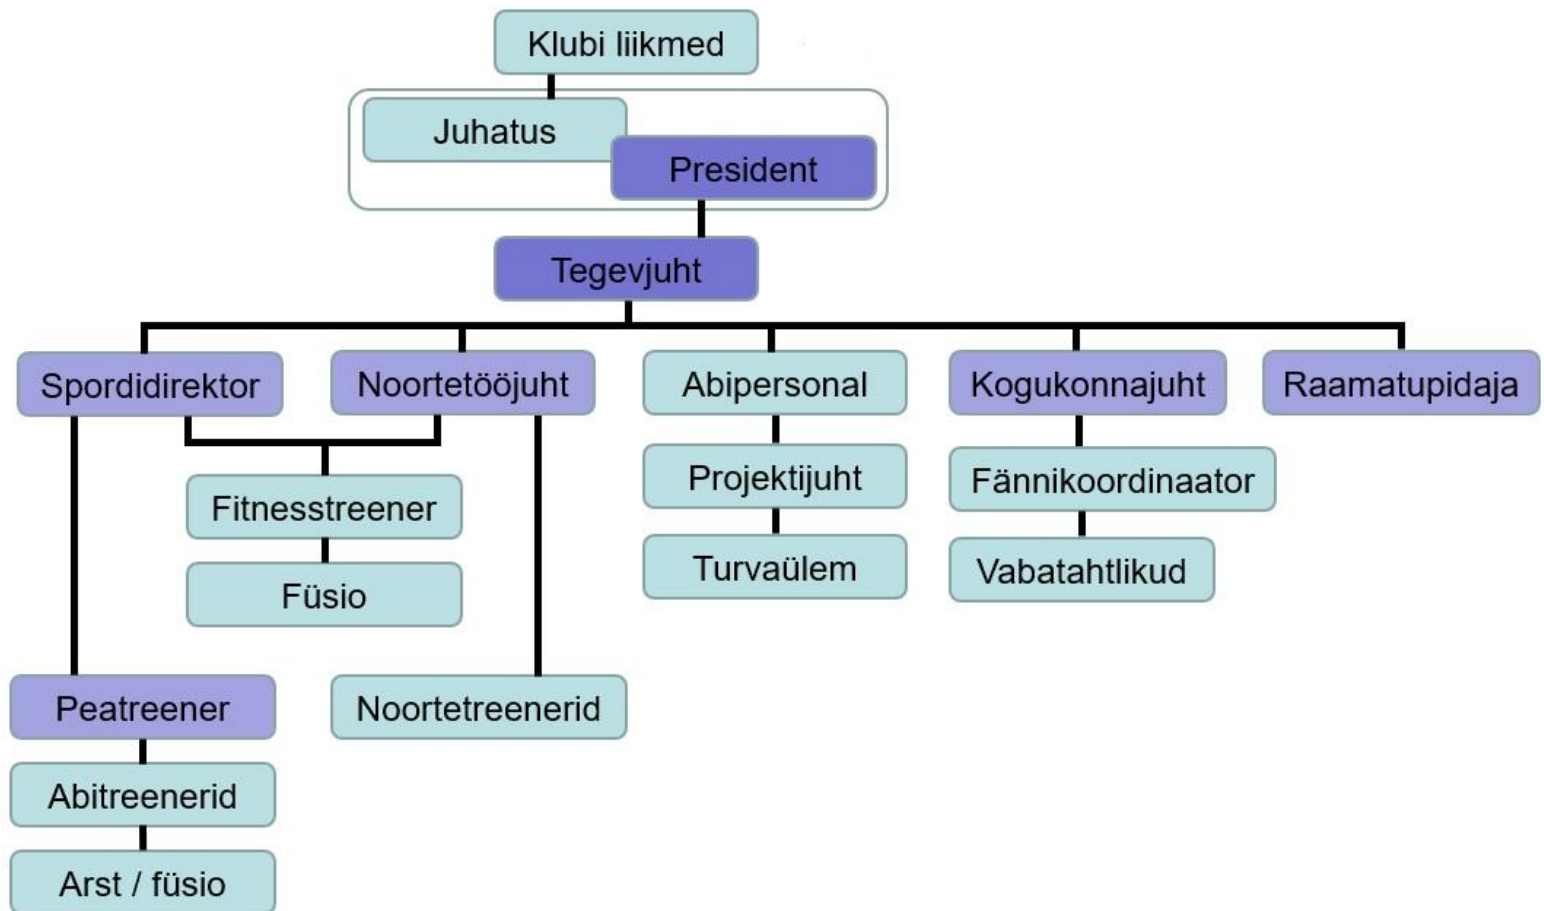 Klubi liikmed
Juhatus
President
Tegevjuht
Spordidirektor
Noortetööjuht
Abipersonal
Kogukonnajuht
Raamatupidaja
Fitnesstreener
Projektijuht
Fännikoordinaator
Füsio
Turvaülem
Vabatahtlikud
Peatreener
Noortetreenerid
Abitreenerid
Arst / füsio